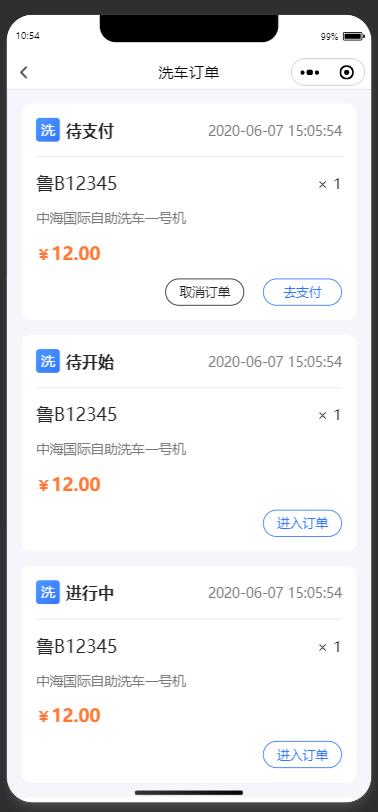 10:54 99%
洗车订单
洗 待支付 2020-06-07 15:05:54
鲁B12345 × 1
中海国际自助洗车一号机
¥12.00
取消订单 去支付
洗 待开始 2020-06-07 15:05:54
鲁B12345 × 1
中海国际自助洗车一号机
¥12.00
进入订单
洗 进行中 2020-06-07 15:05:54
鲁B12345 × 1
中海国际自助洗车一号机
¥12.00
进入订单